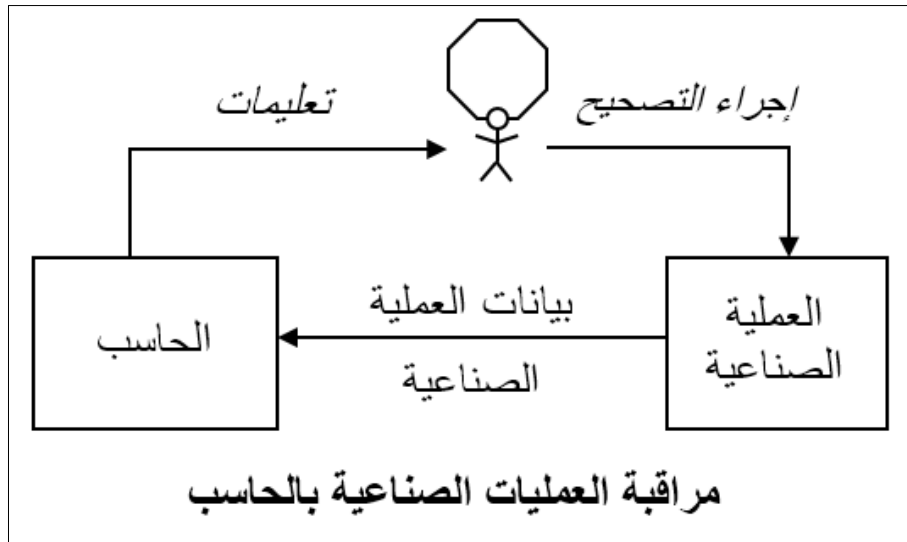 إجراء التصحيح
تعليمات
العملية
الصناعية
بيانات العملية
الصناعية
الحاسب
مراقبة العمليات الصناعية بالحاسب